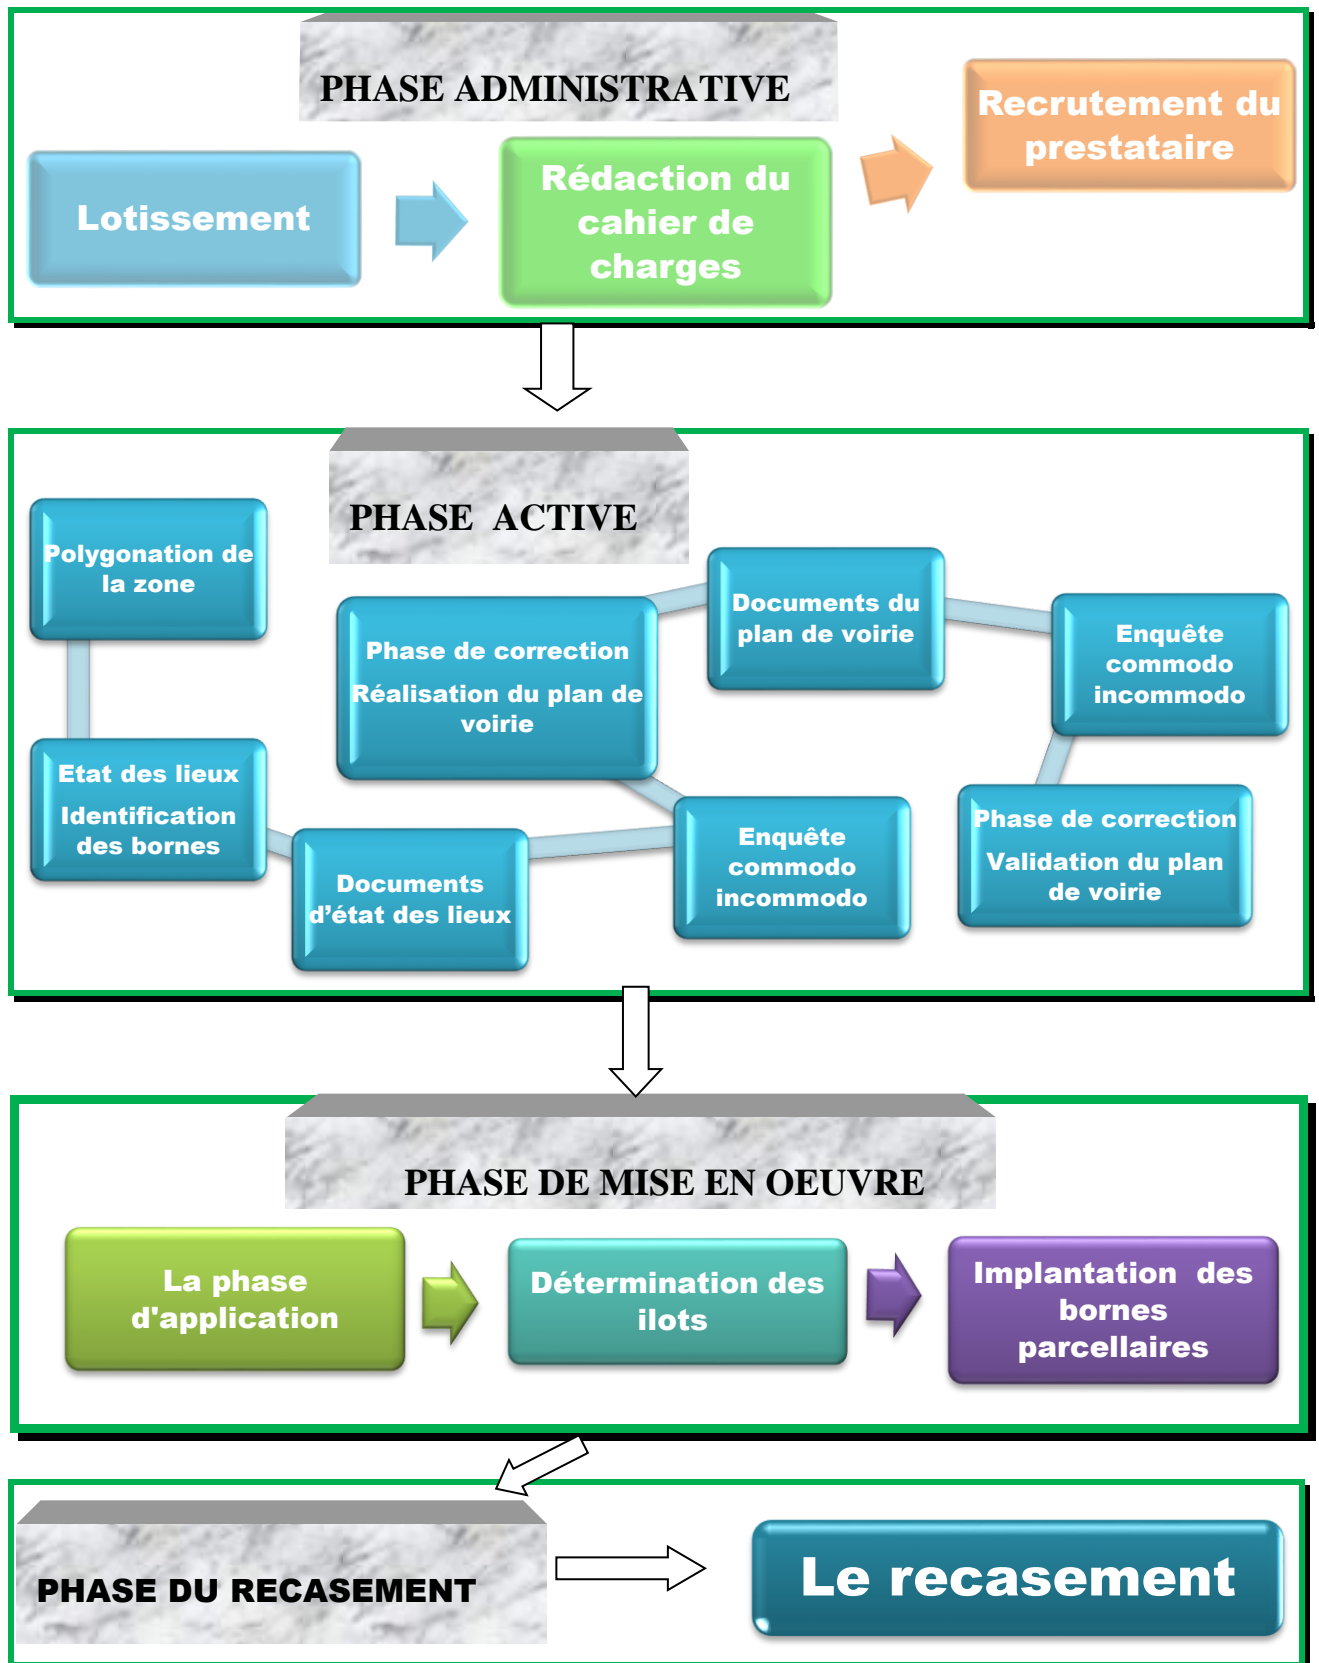 PHASE ADMINISTRATIVE
Lotissement
Rédaction du
cahier de
charges
Recrutement du
prestataire
PHASE ACTIVE
Polygonation de
la zone
Etat des lieux
Identification
des bornes
Documents
d’état des lieux
Enquête
commodo
incommodo
Phase de correction
Réalisation du plan de
voirie
Documents du
plan de voirie
Enquête
commodo
incommodo
Phase de correction
Validation du plan
de voirie
PHASE DE MISE EN OEUVRE
La phase
d'application
Détermination des
ilots
Implantation des
bornes
parcellaires
PHASE DU RECASEMENT
Le recasement